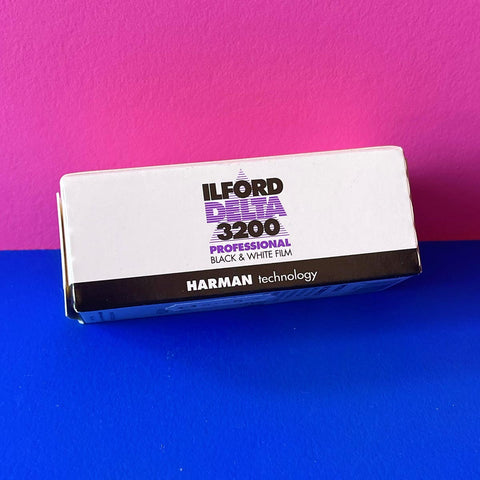 ILFORD
DELTA
3200
PROFESSIONAL
BLACK & WHITE FILM
HARMAN technology